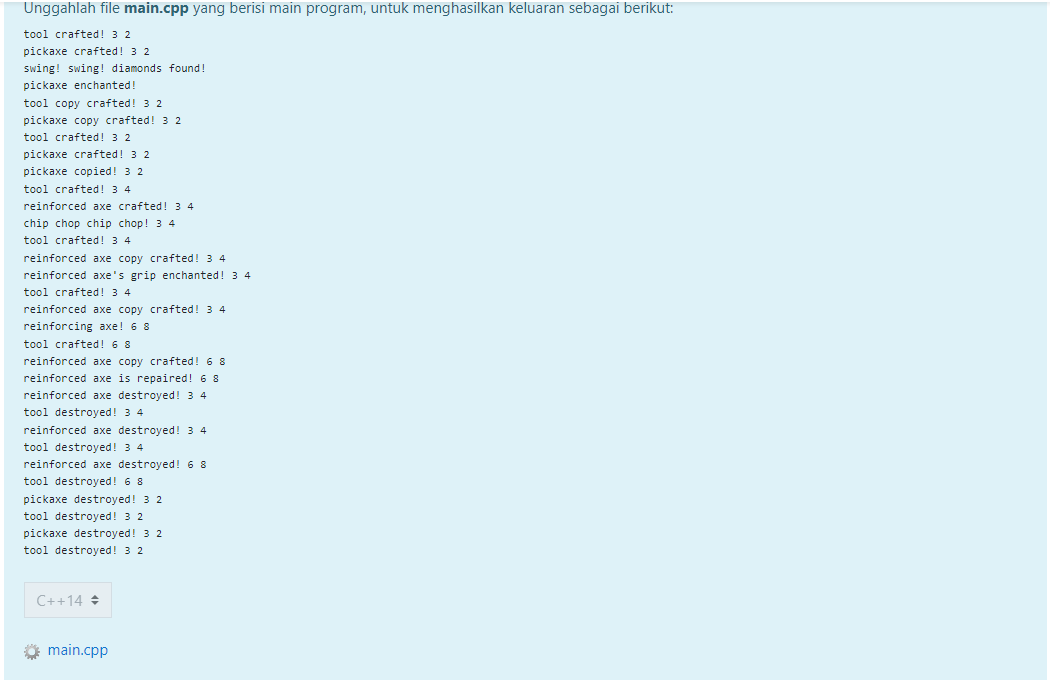 Unggahlah file main.cpp yang berisi main program, untuk menghasilkan keluaran sebagai berikut:
tool crafted! 3 2
pickaxe crafted! 3 2
swing! swing! diamonds found!
pickaxe enchanted!
tool copy crafted! 3 2
pickaxe copy crafted! 3 2
tool crafted! 3 2
pickaxe crafted! 3 2
pickaxe copied! 3 2
tool crafted! 3 4
reinforced axe crafted! 3 4
chip chop chip chop! 3 4
tool crafted! 3 4
reinforced axe copy crafted! 3 4
reinforced axe's grip enchanted! 3 4
tool crafted! 3 4
reinforced axe copy crafted! 3 4
reinforcing axe! 6 8
tool crafted! 6 8
reinforced axe copy crafted! 6 8
reinforced axe is repaired! 6 8
reinforced axe destroyed! 3 4
tool destroyed! 3 4
reinforced axe destroyed! 3 4
tool destroyed! 3 4
reinforced axe destroyed! 6 8
tool destroyed! 6 8
pickaxe destroyed! 3 2
tool destroyed! 3 2
pickaxe destroyed! 3 2
tool destroyed! 3 2
C++14
main.cpp